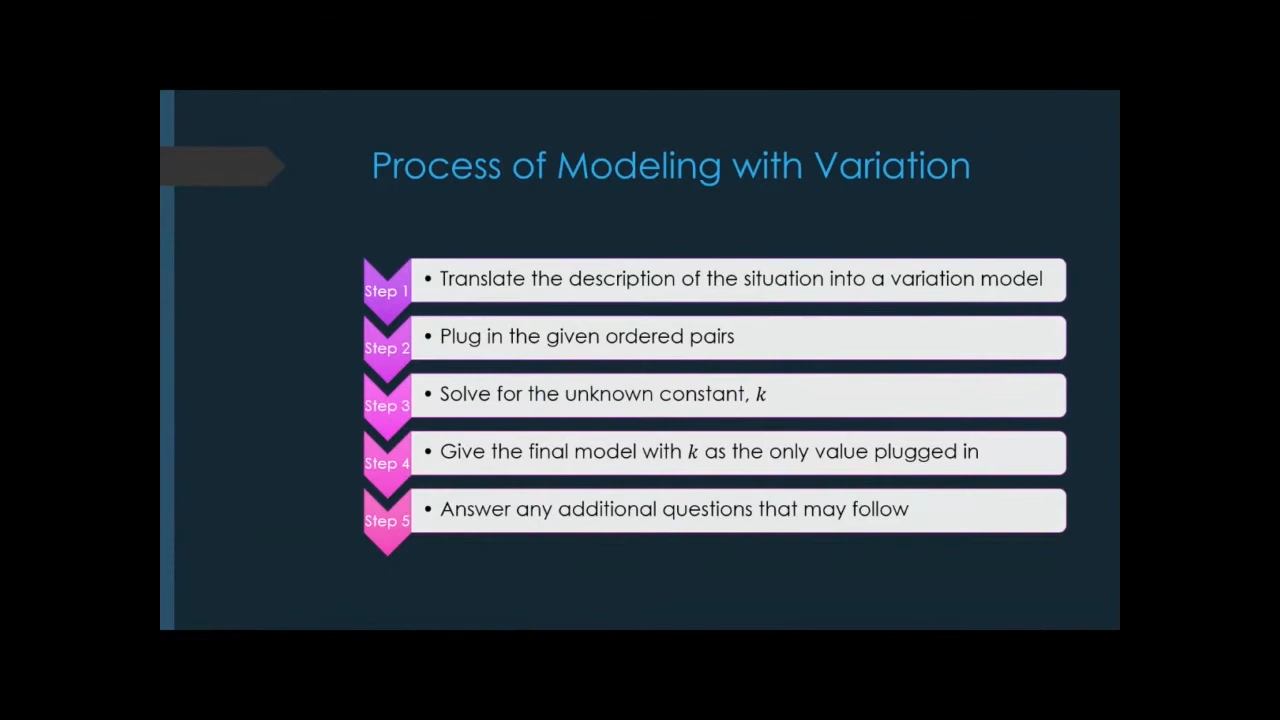 Process of Modeling with Variation
Step 1
• Translate the description of the situation into a variation model
Step 2
• Plug in the given ordered pairs
Step 3
• Solve for the unknown constant, k
Step 4
• Give the final model with k as the only value plugged in
Step 5
• Answer any additional questions that may follow